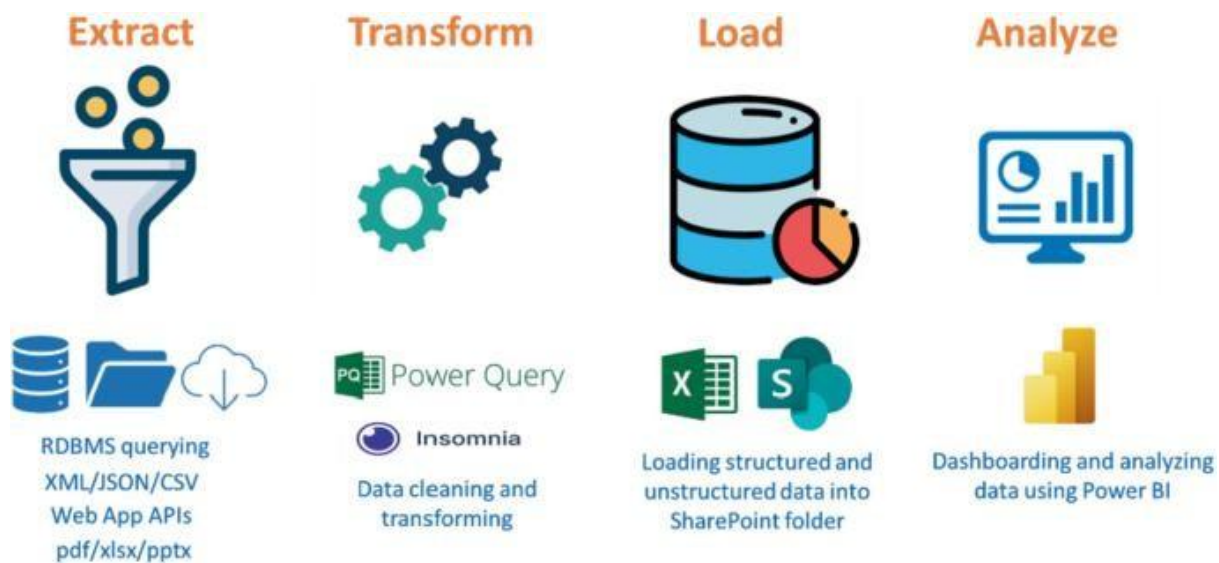 Extract
Transform
Load
Analyze
RDBMS querying
XML/JSON/CSV
Web App APIs
pdf/xlsx/pptx
PQ
Power Query
Insomnia
Data cleaning and
transforming
X
S
Loading structured and
unstructured data into
SharePoint folder
Dashboarding and analyzing
data using Power BI